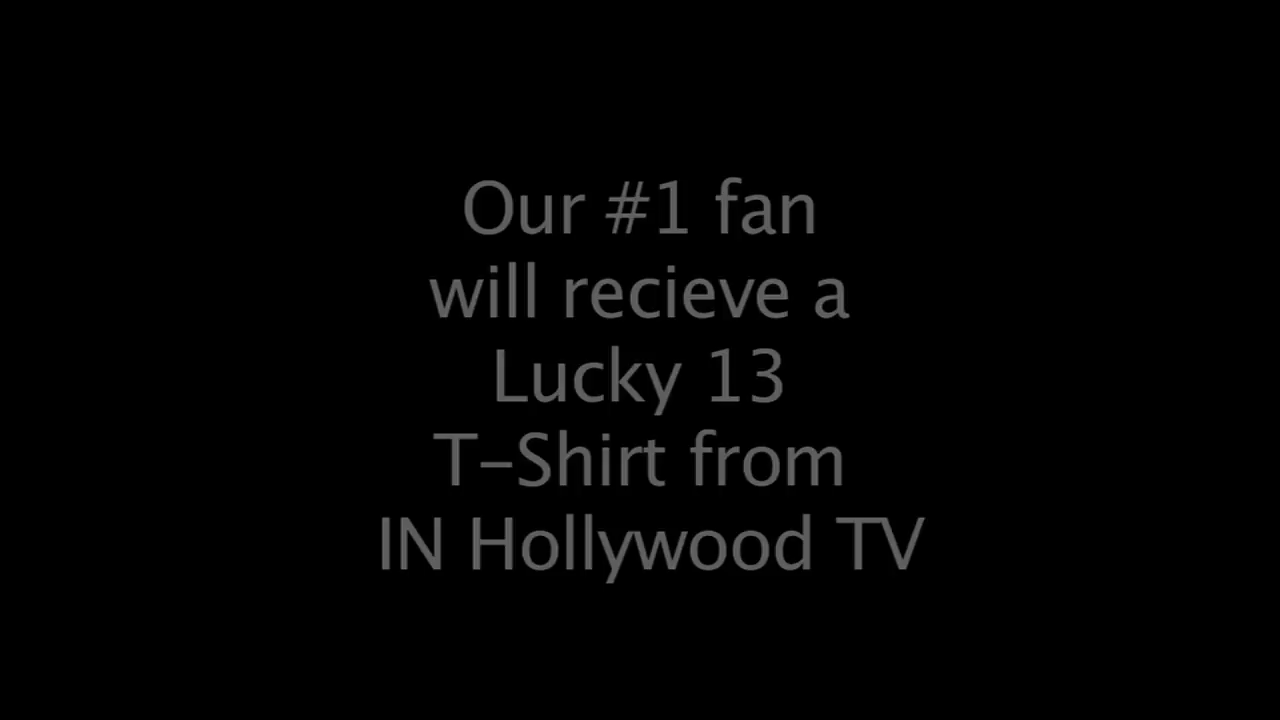 Our #1 fan
will recieve a
Lucky 13
T-Shirt from
IN Hollywood TV